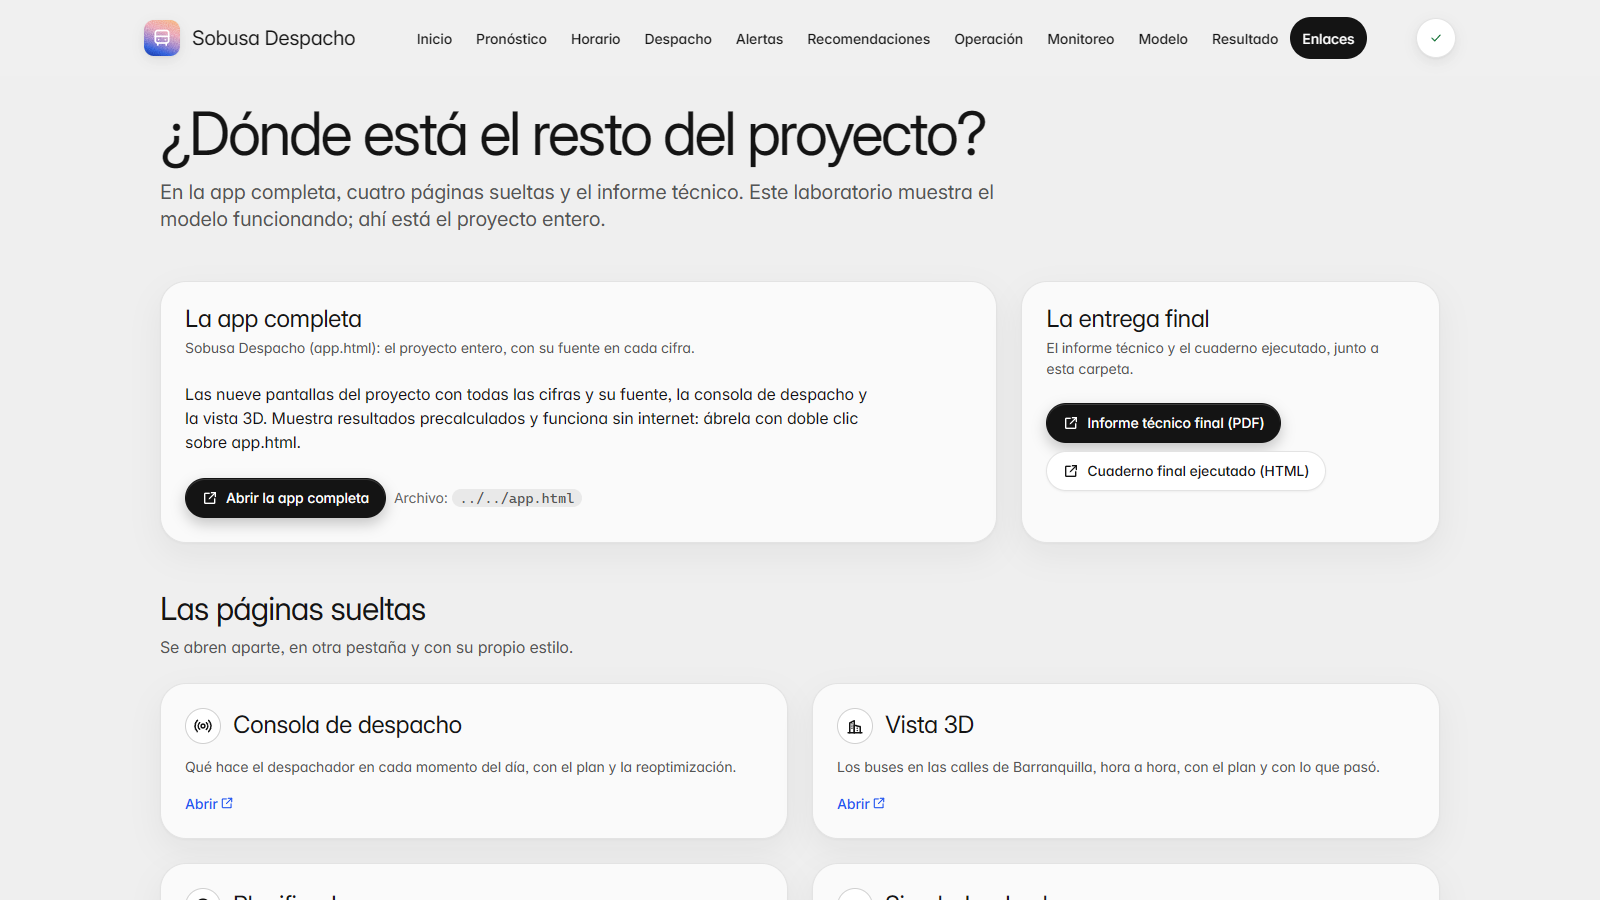 Sobusa Despacho
Inicio
Pronóstico
Horario
Despacho
Alertas
Recomendaciones
Operación
Monitoreo
Modelo
Resultado
Enlaces
¿Dónde está el resto del proyecto?
En la app completa, cuatro páginas sueltas y el informe técnico. Este laboratorio muestra el
modelo funcionando; ahí está el proyecto entero.
La app completa
Sobusa Despacho (app.html): el proyecto entero, con su fuente en cada cifra.
Las nueve pantallas del proyecto con todas las cifras y su fuente, la consola de despacho y
la vista 3D. Muestra resultados precalculados y funciona sin internet: ábrela con doble clic
sobre app.html.
Abrir la app completa
Archivo: ../../app.html
La entrega final
El informe técnico y el cuaderno ejecutado, junto a
esta carpeta.
Informe técnico final (PDF)
Cuaderno final ejecutado (HTML)
Las páginas sueltas
Se abren aparte, en otra pestaña y con su propio estilo.
Consola de despacho
Qué hace el despachador en cada momento del día, con el plan y la reoptimización.
Abrir
Vista 3D
Los buses en las calles de Barranquilla, hora a hora, con el plan y con lo que pasó.
Abrir